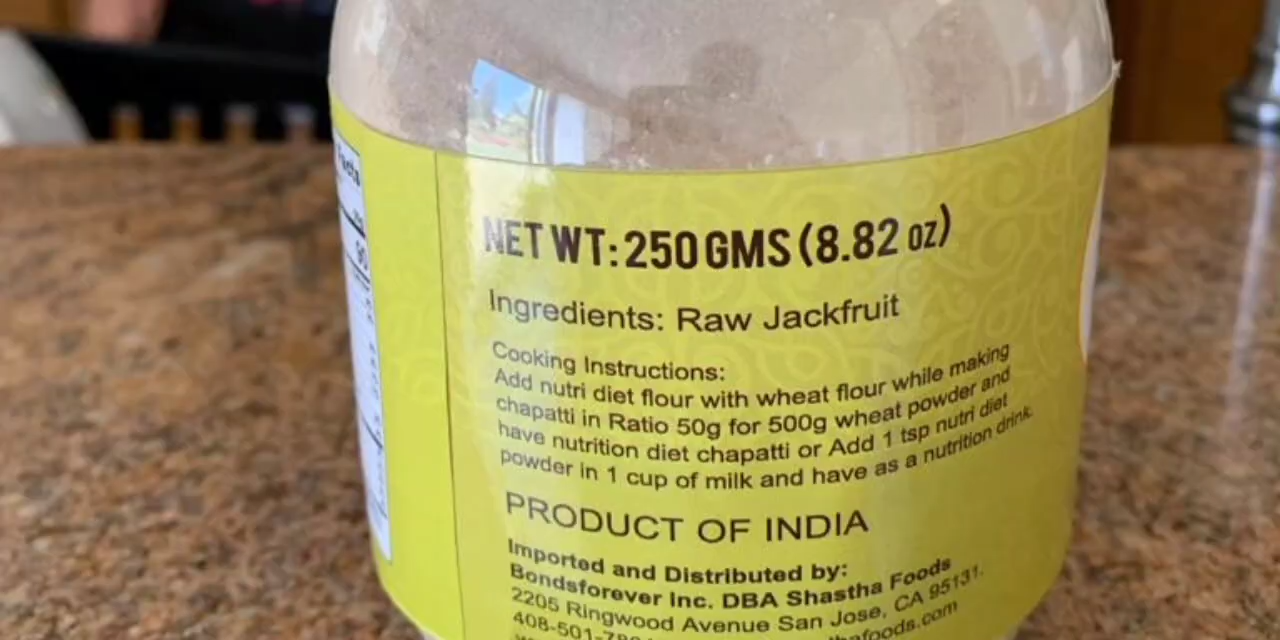 NET WT: 250 GMS (8.82 oz)
Ingredients: Raw Jackfruit
Cooking Instructions:
Add nutri diet flour with wheat flour while making
chapatti in Ratio 50g for 500g wheat powder and
have nutrition diet chapatti or Add 1 tsp nutri diet
powder in 1 cup of milk and have as a nutrition drink.
PRODUCT OF INDIA
Imported and Distributed by:
Bondsforever Inc. DBA Shastha Foods
2205 Ringwood Avenue San Jose, CA 95131.
Facts
90